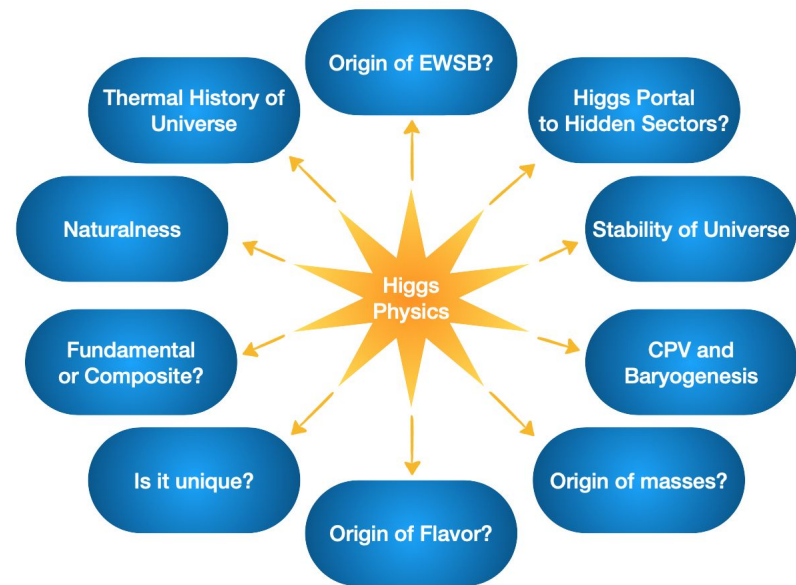 Origin of EWSB?
Thermal History of
Universe
Higgs Portal
to Hidden Sectors?
Naturalness
Stability of Universe
Higgs
Physics
Fundamental
or Composite?
CPV and
Baryogenesis
Is it unique?
Origin of masses?
Origin of Flavor?